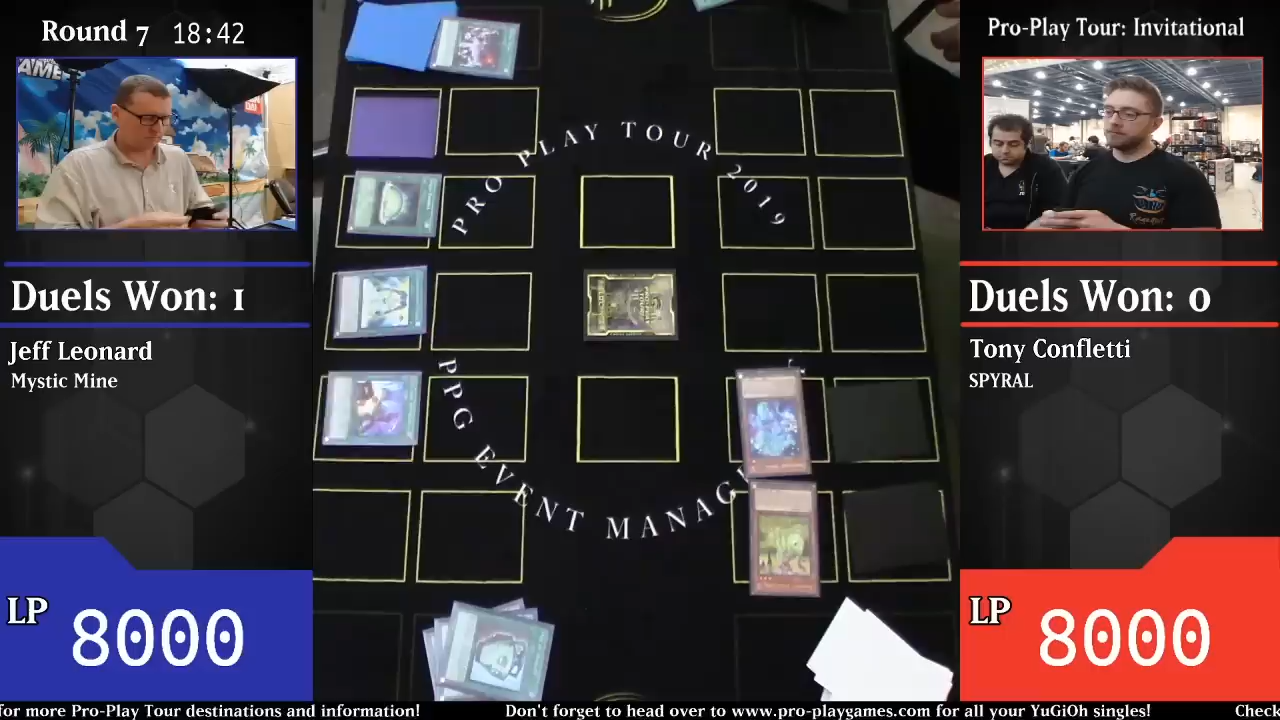 Round 7 18:42
Pro-Play Tour: Invitational
AME
PRO PLAY TOUR 2019
Duels Won: 1
Duels Won: 0
Jeff Leonard
Mystic Mine
Tony Confletti
SPYRAL
PPG EVENT MANAG
LP 8000
LP 8000
for more Pro-Play Tour destinations and information! Don't forget to head over to www.pro-playgames.com for all your YuGiOh singles! Check